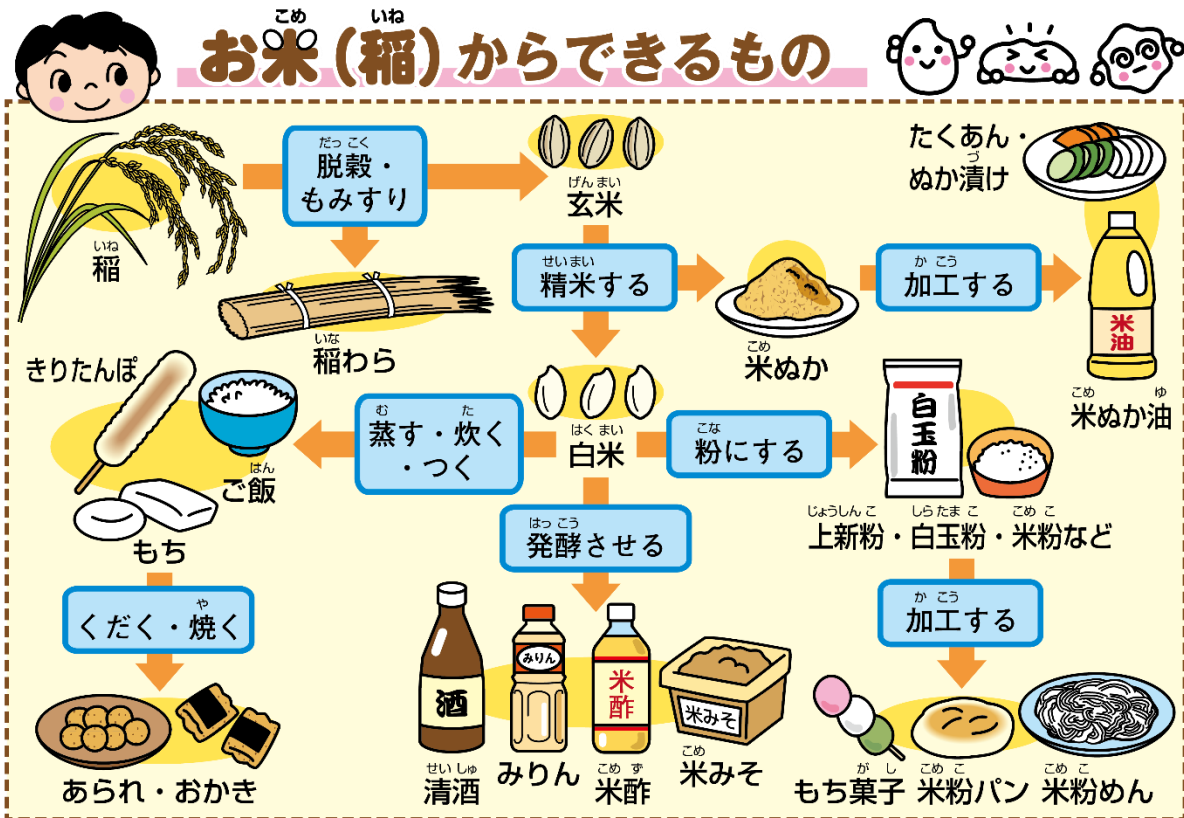 お米(稲)からできるもの
こめ
いね
稲
いね
脱穀・
もみすり
だっこく
玄米
げんまい
たくあん・
ぬか漬け
づ
稲わら
いな
精米する
せいまい
米ぬか
こめ
加工する
かこう
米油
米ぬか油
こめ
ゆ
きりたんぽ
ご飯
はん
もち
蒸す・炊く
・つく
む
た
白米
はくまい
粉にする
こな
白玉粉
上新粉・白玉粉・米粉など
じょうしんこ
しらたまこ
こめこ
発酵させる
はっこう
くだく・焼く
や
加工する
かこう
あられ・おかき
酒
清酒
せいしゅ
みりん
みりん
米酢
米酢
こめず
米みそ
米みそ
こめ
もち菓子
がし
米粉パン
こめこ
米粉めん
こめこ